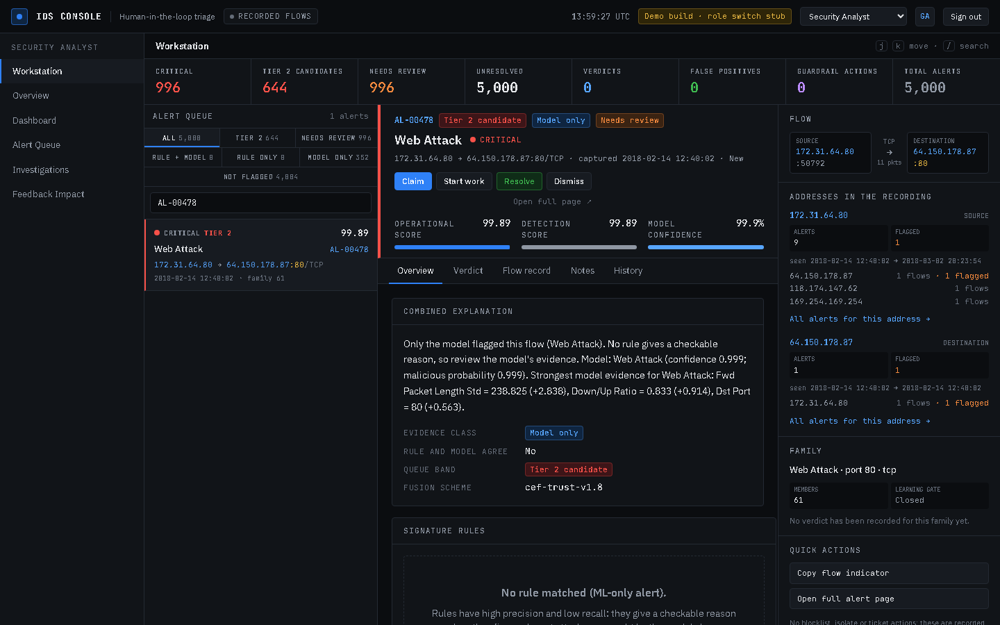 IDS CONSOLE
Human-in-the-loop triage
RECORDED FLOWS
13:59:27 UTC
Demo build · role switch stub
Security Analyst
GA
Sign out
SECURITY ANALYST
Workstation
Overview
Dashboard
Alert Queue
Investigations
Feedback Impact
Workstation
j k move · / search
CRITICAL
996
TIER 2 CANDIDATES
644
NEEDS REVIEW
996
UNRESOLVED
5,000
VERDICTS
0
FALSE POSITIVES
0
GUARDRAIL ACTIONS
0
TOTAL ALERTS
5,000
ALERT QUEUE
1 alerts
ALL 5,000
TIER 2 644
NEEDS REVIEW 996
RULE + MODEL 0
RULE ONLY 0
MODEL ONLY 352
NOT FLAGGED 4,004
AL-00478
CRITICAL TIER 2 99.89
Web Attack AL-00478
172.31.64.80 → 64.150.178.87:80/TCP
2018-02-14 12:40:02 · family 61
AL-00478 Tier 2 candidate Model only Needs review
Web Attack CRITICAL
172.31.64.80 → 64.150.178.87:80/TCP · captured 2018-02-14 12:40:02 · New
Claim Start work Resolve Dismiss
Open full page ↗
OPERATIONAL SCORE 99.89
DETECTION SCORE 99.89
MODEL CONFIDENCE 99.9%
Overview Verdict Flow record Notes History
COMBINED EXPLANATION
Only the model flagged this flow (Web Attack). No rule gives a checkable
reason, so review the model's evidence. Model: Web Attack (confidence 0.999;
malicious probability 0.999). Strongest model evidence for Web Attack: Fwd
Packet Length Std = 238.825 (+2.838), Down/Up Ratio = 0.833 (+0.914), Dst Port
= 80 (+0.563).
EVIDENCE CLASS Model only
RULE AND MODEL AGREE No
QUEUE BAND Tier 2 candidate
FUSION SCHEME cef-trust-v1.8
SIGNATURE RULES
No rule matched (ML-only alert).
Rules have high precision and low recall: they give a checkable reason
FLOW
SOURCE
172.31.64.80
:50792
TCP
→
11 pkts
DESTINATION
64.150.178.87
:80
ADDRESSES IN THE RECORDING
172.31.64.80 SOURCE
ALERTS
9
FLAGGED
1
seen 2018-02-14 12:40:02 → 2018-03-02 20:23:54
64.150.178.87 1 flows · 1 flagged
118.174.147.62 1 flows
169.254.169.254 1 flows
All alerts for this address →
64.150.178.87 DESTINATION
ALERTS
1
FLAGGED
1
seen 2018-02-14 12:40:02 → 2018-02-14 12:40:02
172.31.64.80 1 flows · 1 flagged
All alerts for this address →
FAMILY
Web Attack · port 80 · tcp
MEMBERS
61
LEARNING GATE
Closed
No verdict has been recorded for this family yet.
QUICK ACTIONS
Copy flow indicator
Open full alert page
No blocklist, isolate or ticket actions: these are recorded